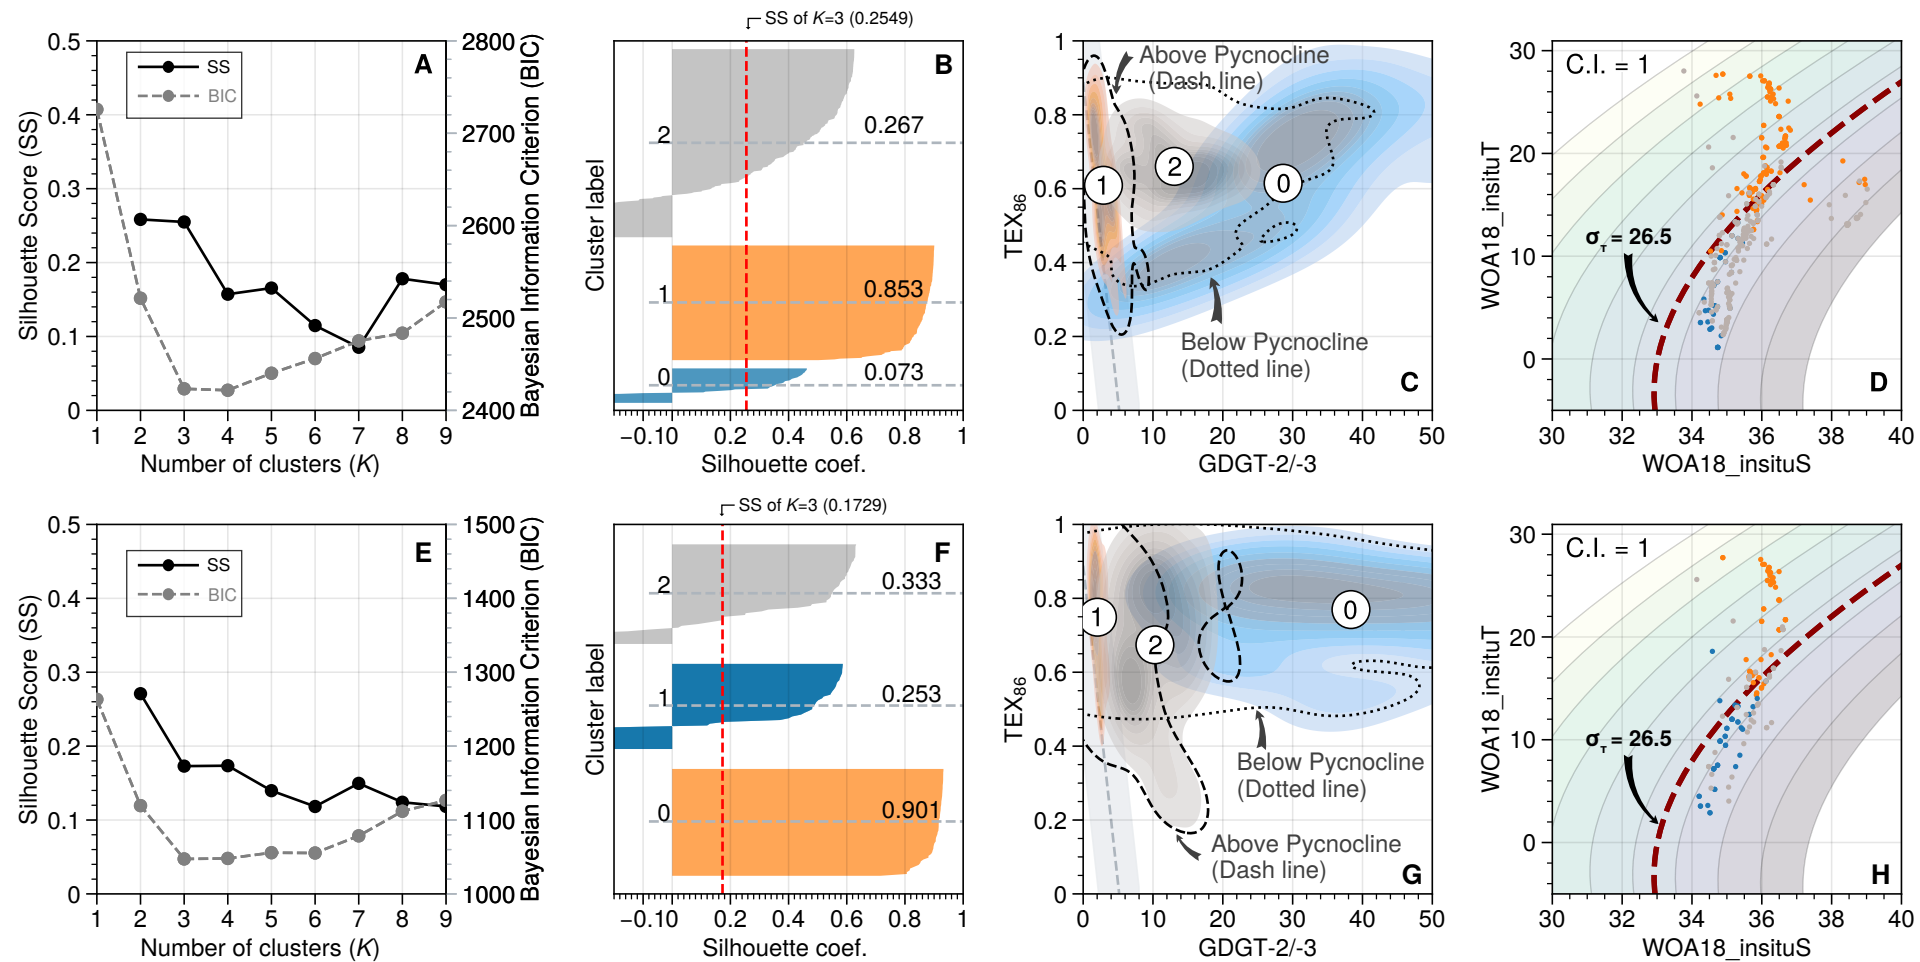 SS of K=3 (0.2549)
0.5
0.4
0.3
0.2
0.1
0
Silhouette Score (SS)
SS
BIC
A
2800
2700
2600
2500
2400
Bayesian Information Criterion (BIC)
1 2 3 4 5 6 7 8 9
Number of clusters (K)
B
Cluster label
2
0.267
1
0.853
0
0.073
−0.10 0.2 0.4 0.6 0.8 1
Silhouette coef.
1
0.8
0.6
0.4
0.2
0
TEX86
Above Pycnocline
(Dash line)
1
2
0
Below Pycnocline
(Dotted line)
C
0 10 20 30 40 50
GDGT-2/-3
30
20
10
0
WOA18_insituT
C.I. = 1
σT = 26.5
D
30 32 34 36 38 40
WOA18_insituS
SS of K=3 (0.1729)
0.5
0.4
0.3
0.2
0.1
0
Silhouette Score (SS)
SS
BIC
E
1500
1400
1300
1200
1100
1000
Bayesian Information Criterion (BIC)
1 2 3 4 5 6 7 8 9
Number of clusters (K)
F
Cluster label
2
0.333
1
0.253
0
0.901
−0.10 0.2 0.4 0.6 0.8 1
Silhouette coef.
1
0.8
0.6
0.4
0.2
0
TEX86
1
2
0
Below Pycnocline
(Dotted line)
Above Pycnocline
(Dash line)
G
0 10 20 30 40 50
GDGT-2/-3
30
20
10
0
WOA18_insituT
C.I. = 1
σT = 26.5
H
30 32 34 36 38 40
WOA18_insituS